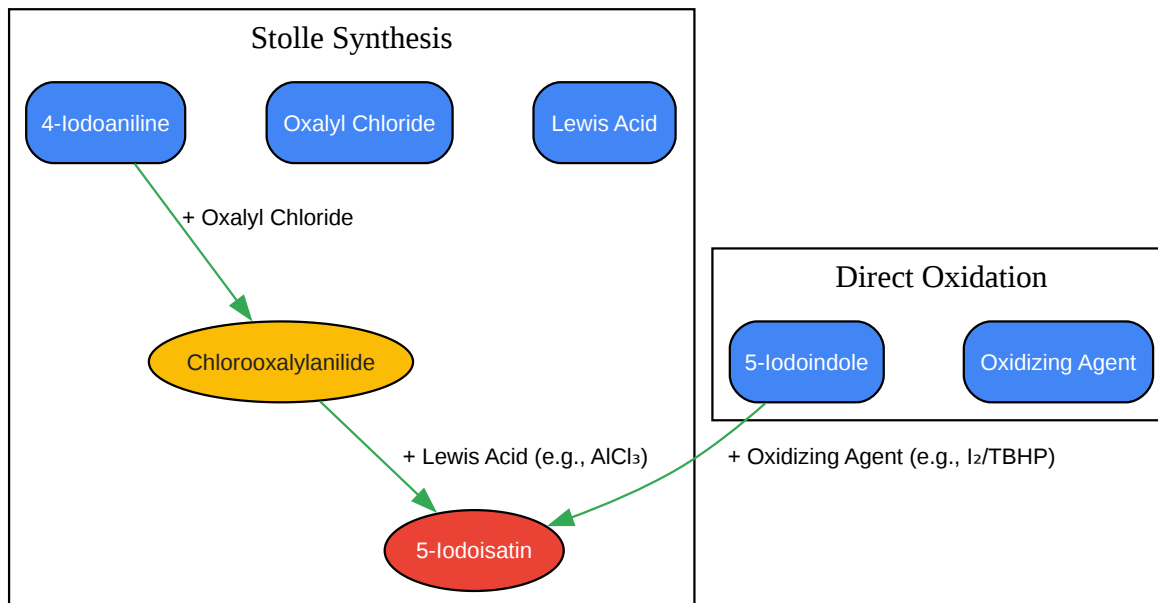 Stolle Synthesis
4-Iodoaniline
Oxalyl Chloride
Lewis Acid
+ Oxalyl Chloride
Direct Oxidation
Chlorooxalylanilide
5-Iodoindole
Oxidizing Agent
+ Lewis Acid (e.g., AlCl₃)
+ Oxidizing Agent (e.g., I₂/TBHP)
5-Iodoisatin